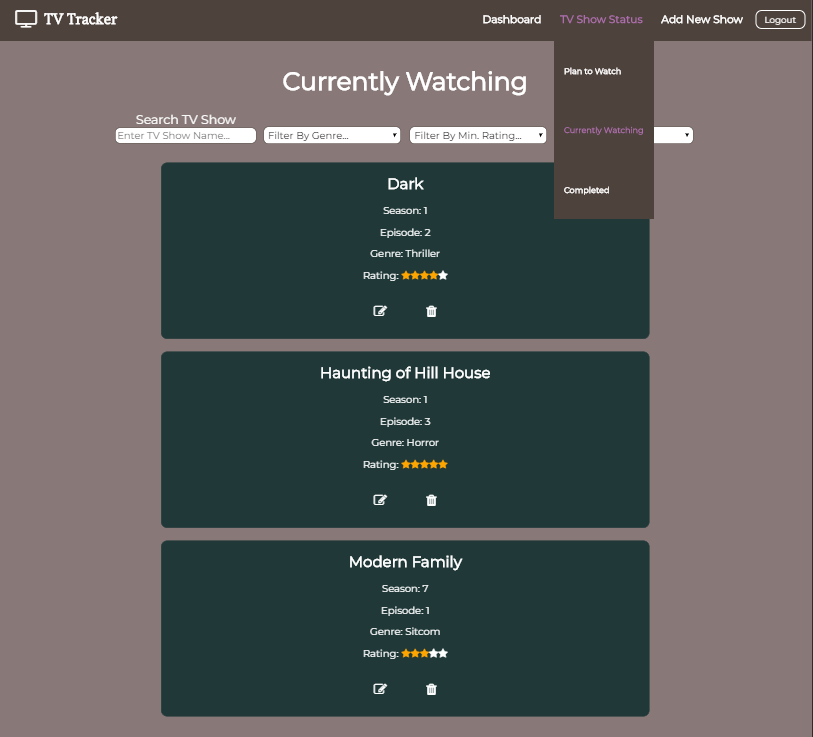 TV Tracker
Dashboard TV Show Status Add New Show Logout
Plan to Watch
Currently Watching
Completed
Currently Watching
Search TV Show
Enter TV Show Name... Filter By Genre... Filter By Min. Rating...
Dark
Season: 1
Episode: 2
Genre: Thriller
Rating:
Haunting of Hill House
Season: 1
Episode: 3
Genre: Horror
Rating:
Modern Family
Season: 7
Episode: 1
Genre: Sitcom
Rating: